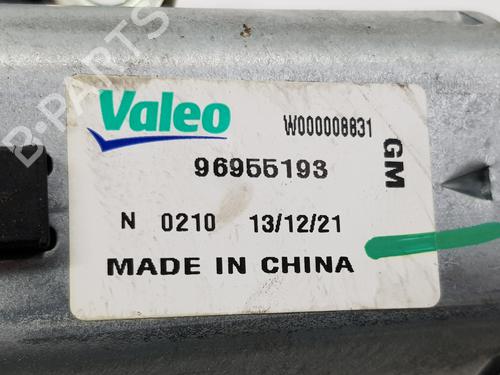 B-PARTS
Valeo
W000008831
96955193
GM
N 0210 13/12/21
MADE IN CHINA